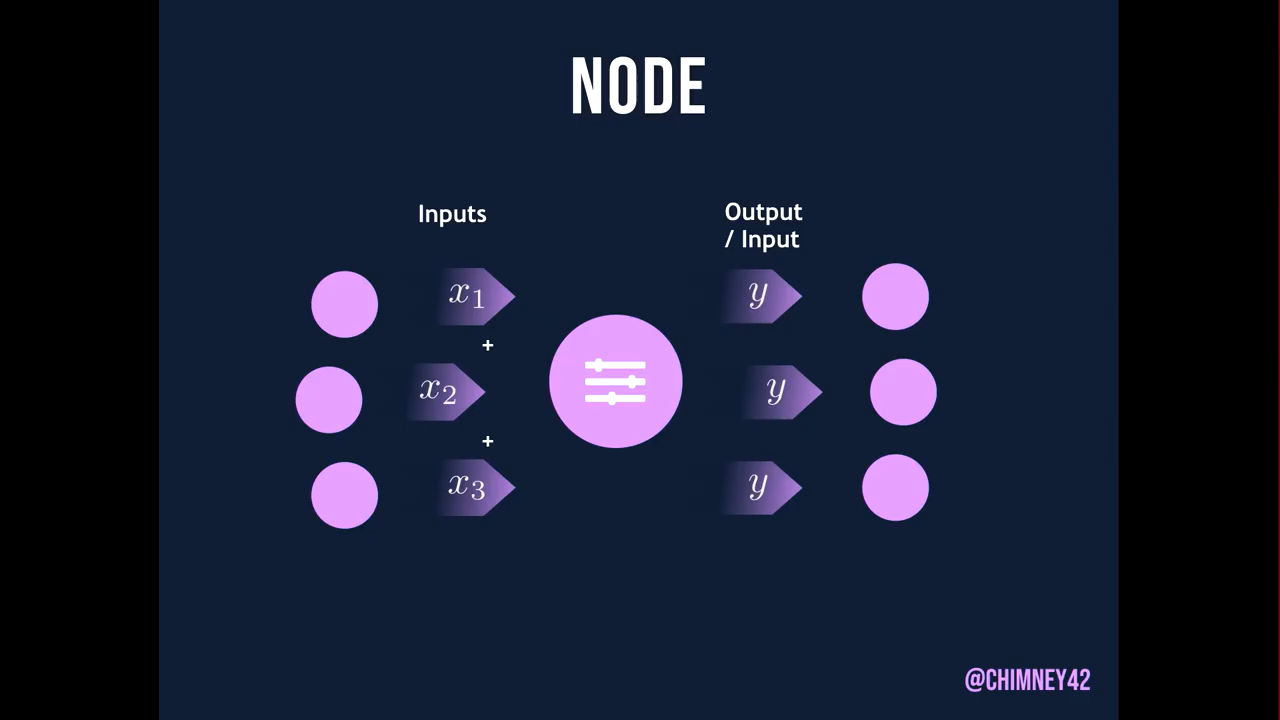 NODE
Inputs
Output
/ Input
x1
y
+
x2
y
+
x3
y
@CHIMNEY42